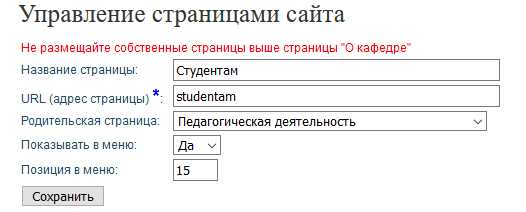 Управление страницами сайта
Не размещайте собственные страницы выше страницы "О кафедре"
Название страницы: Студентам
URL (адрес страницы) *: studentam
Родительская страница: Педагогическая деятельность
Показывать в меню: Да
Позиция в меню: 15
Сохранить